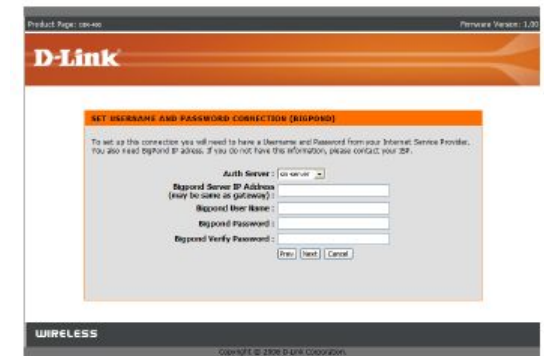 Product Page:
Firmware Version: 1.00
D-Link
SET USERNAME AND PASSWORD CONNECTION (BIGPOND)
To set up this connection you will need to have a Username and Password from your Internet Service Provider.
You also need BigPond IP adress. If you do not have this information, please contact your ISP.
Auth Server :
Bigpond Server IP Address
(may be same as gateway) :
Bigpond User Name :
Bigpond Password :
Bigpond Verify Password :
Prev Next Cancel
WIRELESS
Copyright © D-Link Corporation.